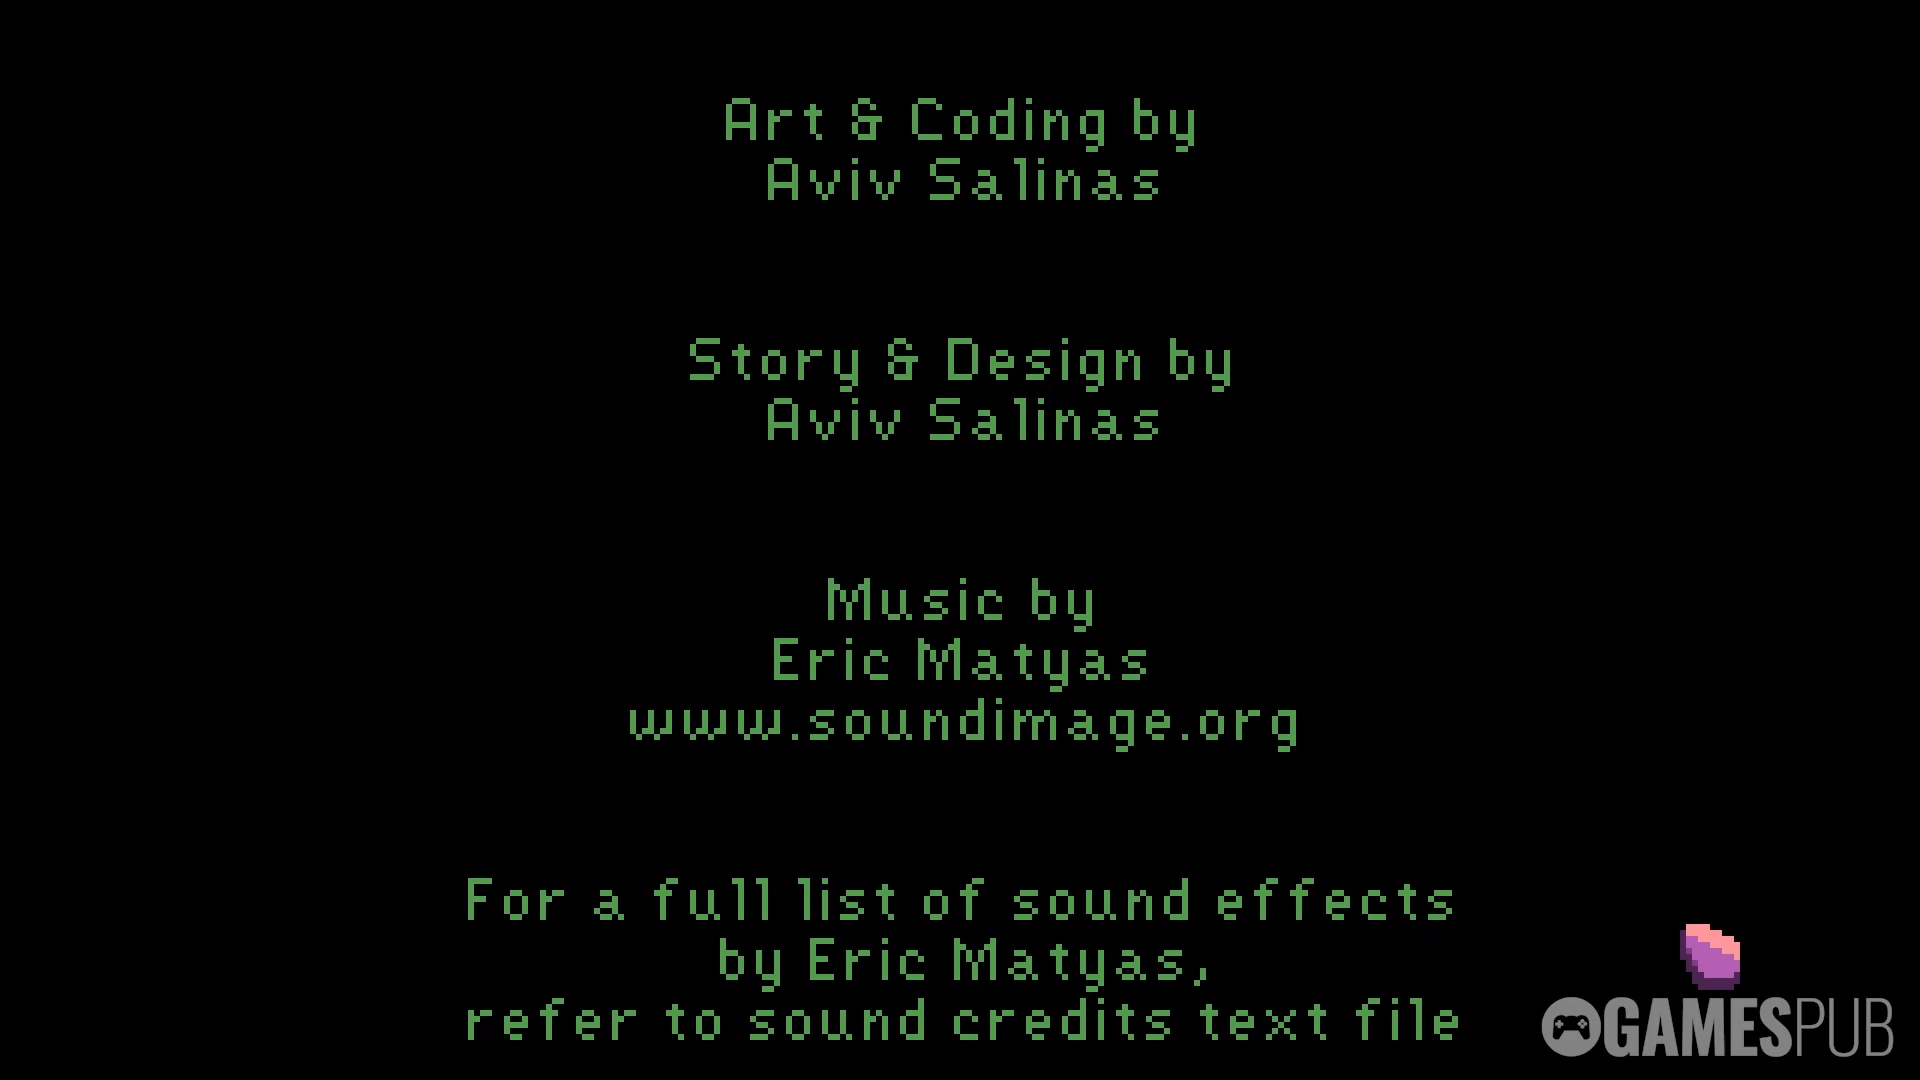 Art & Coding by
Aviv Salinas
Story & Design by
Aviv Salinas
Music by
Eric Matyas
www.soundimage.org
For a full list of sound effects
by Eric Matyas,
refer to sound credits text file
GAMESPUB